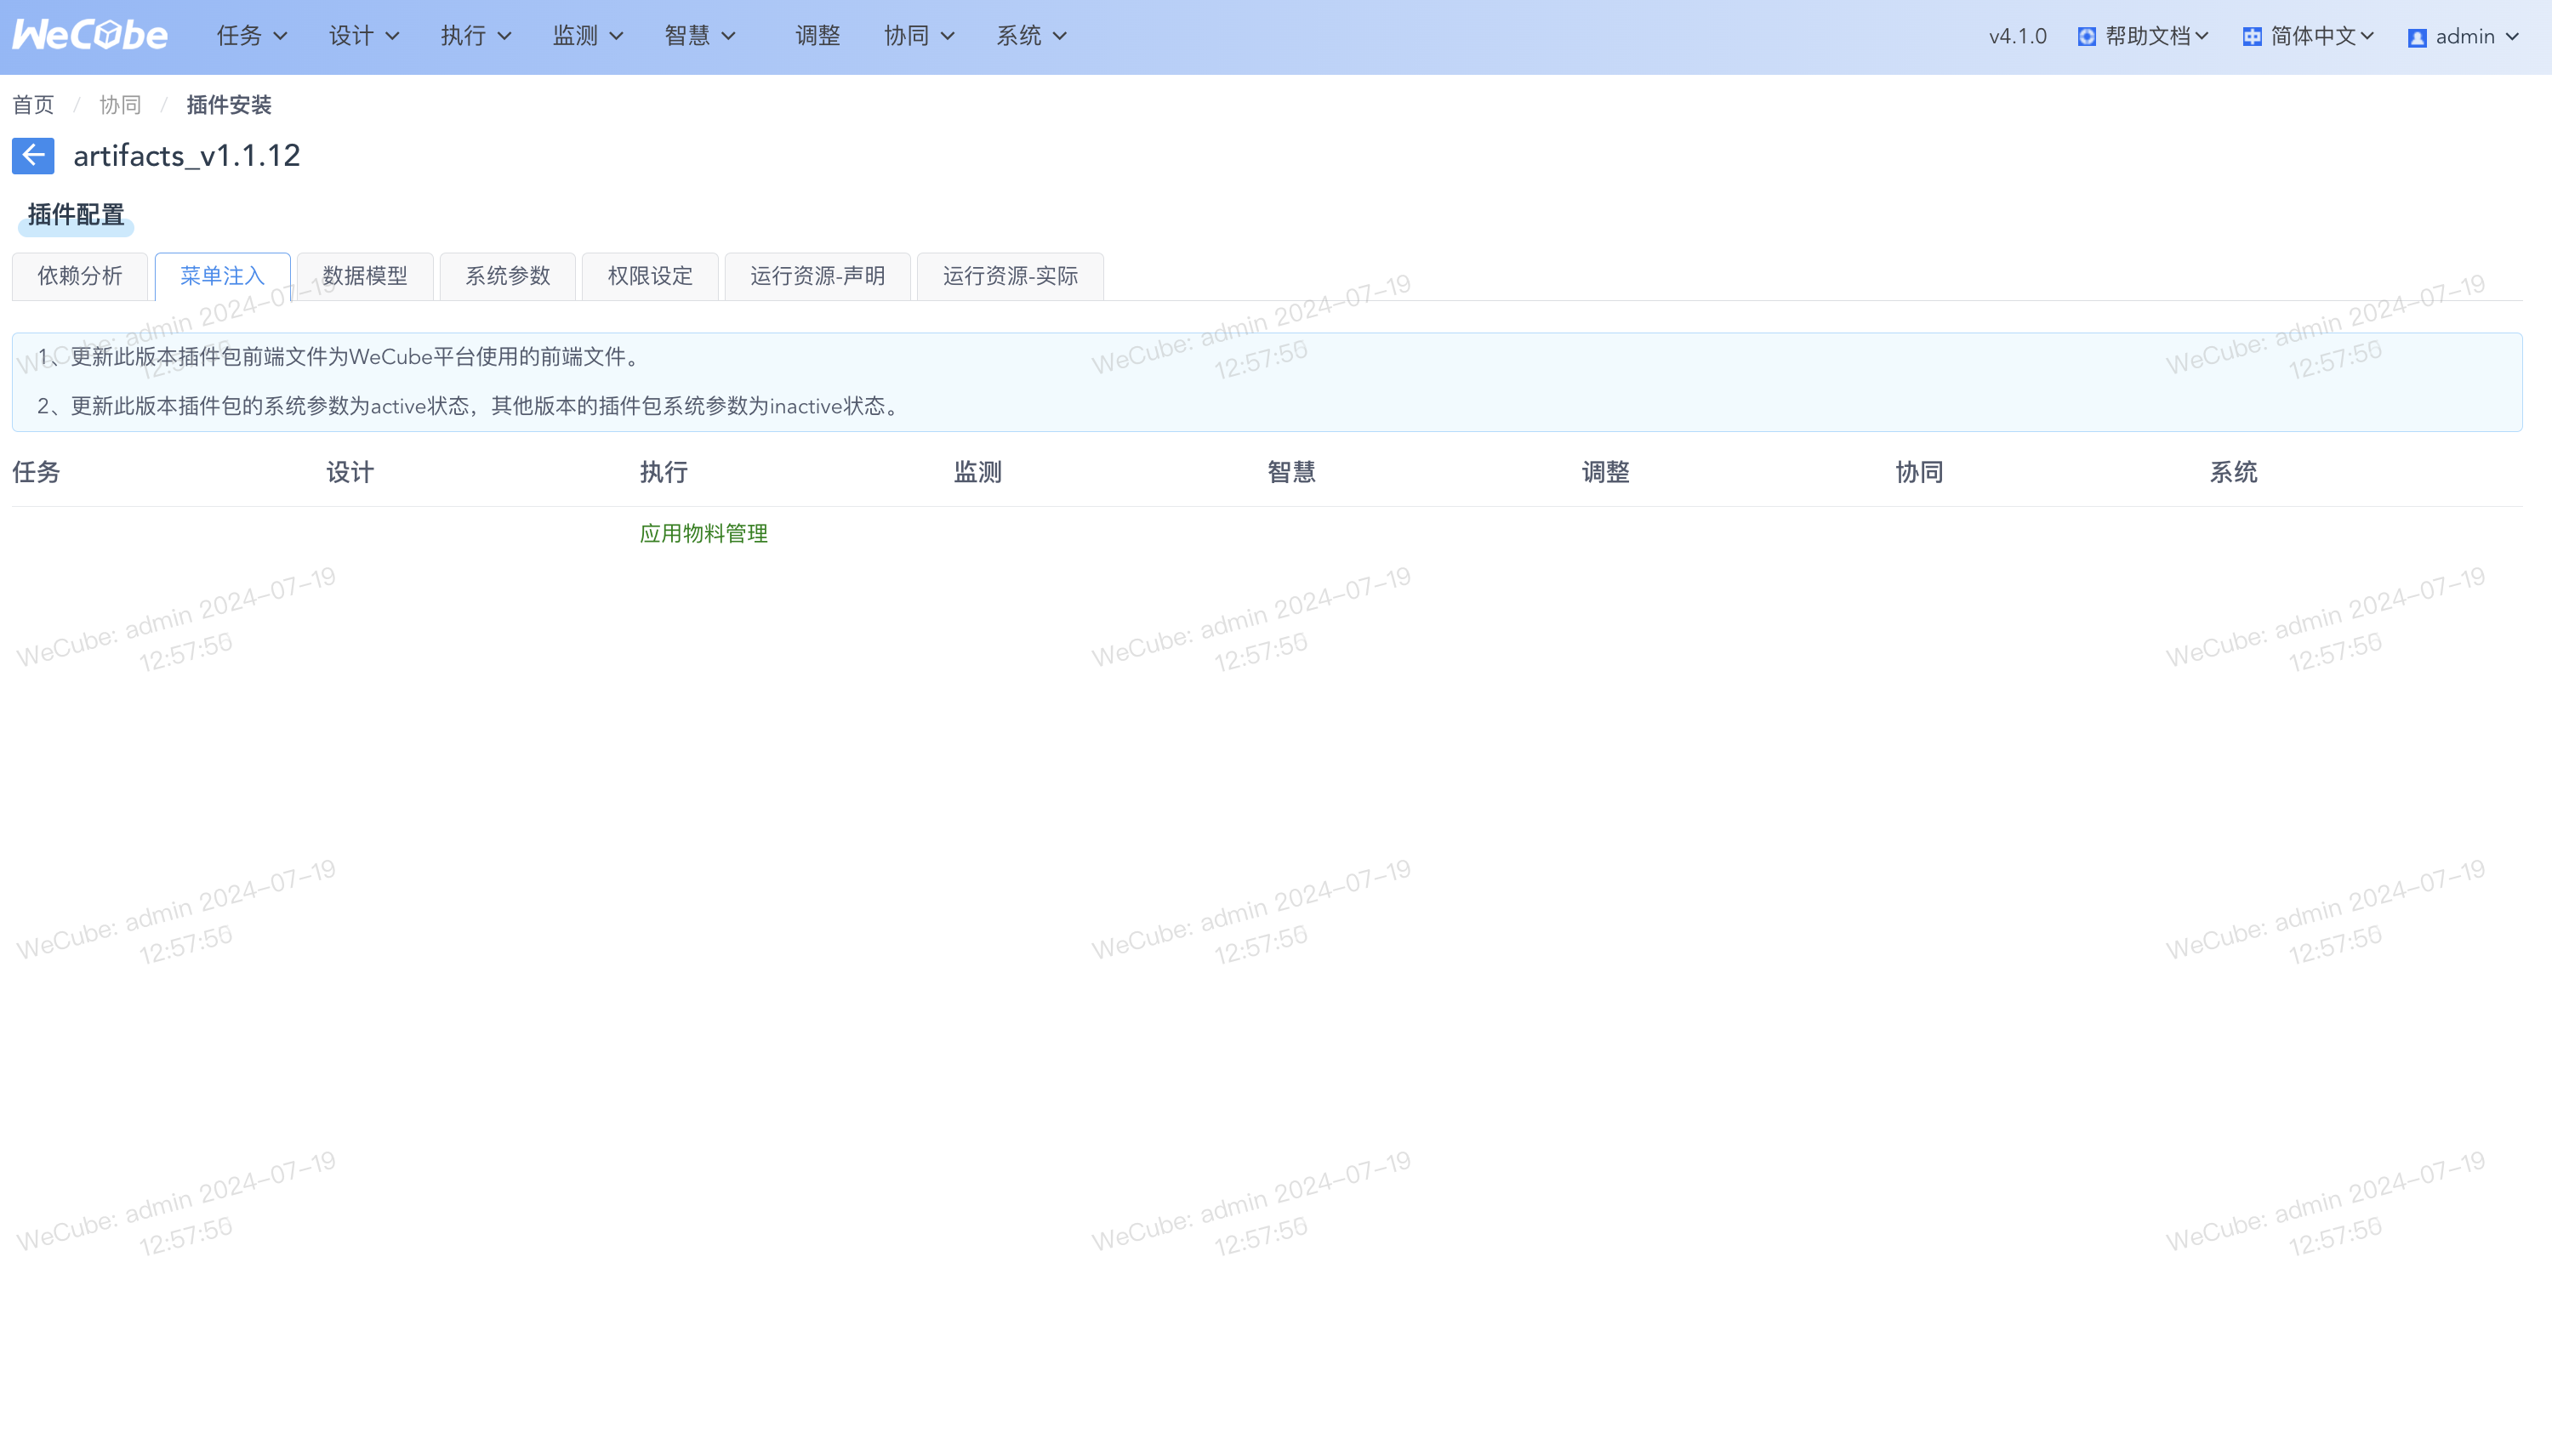 WeCube 任务 设计 执行 监测 智慧 调整 协同 系统 v4.1.0 帮助文档 简体中文 admin
首页 / 协同 / 插件安装
artifacts_v1.1.12
插件配置
依赖分析 菜单注入 数据模型 系统参数 权限设定 运行资源-声明 运行资源-实际
1、更新此版本插件包前端文件为WeCube平台使用的前端文件。
2、更新此版本插件包的系统参数为active状态，其他版本的插件包系统参数为inactive状态。
任务 设计 执行 监测 智慧 调整 协同 系统
应用物料管理
WeCube: admin 2024-07-19
12:57:56
WeCube: admin 2024-07-19
12:57:56
WeCube: admin 2024-07-19
12:57:56
WeCube: admin 2024-07-19
12:57:56
WeCube: admin 2024-07-19
12:57:56
WeCube: admin 2024-07-19
12:57:56
WeCube: admin 2024-07-19
12:57:56
WeCube: admin 2024-07-19
12:57:56
WeCube: admin 2024-07-19
12:57:56
WeCube: admin 2024-07-19
12:57:56
WeCube: admin 2024-07-19
12:57:56
WeCube: admin 2024-07-19
12:57:56